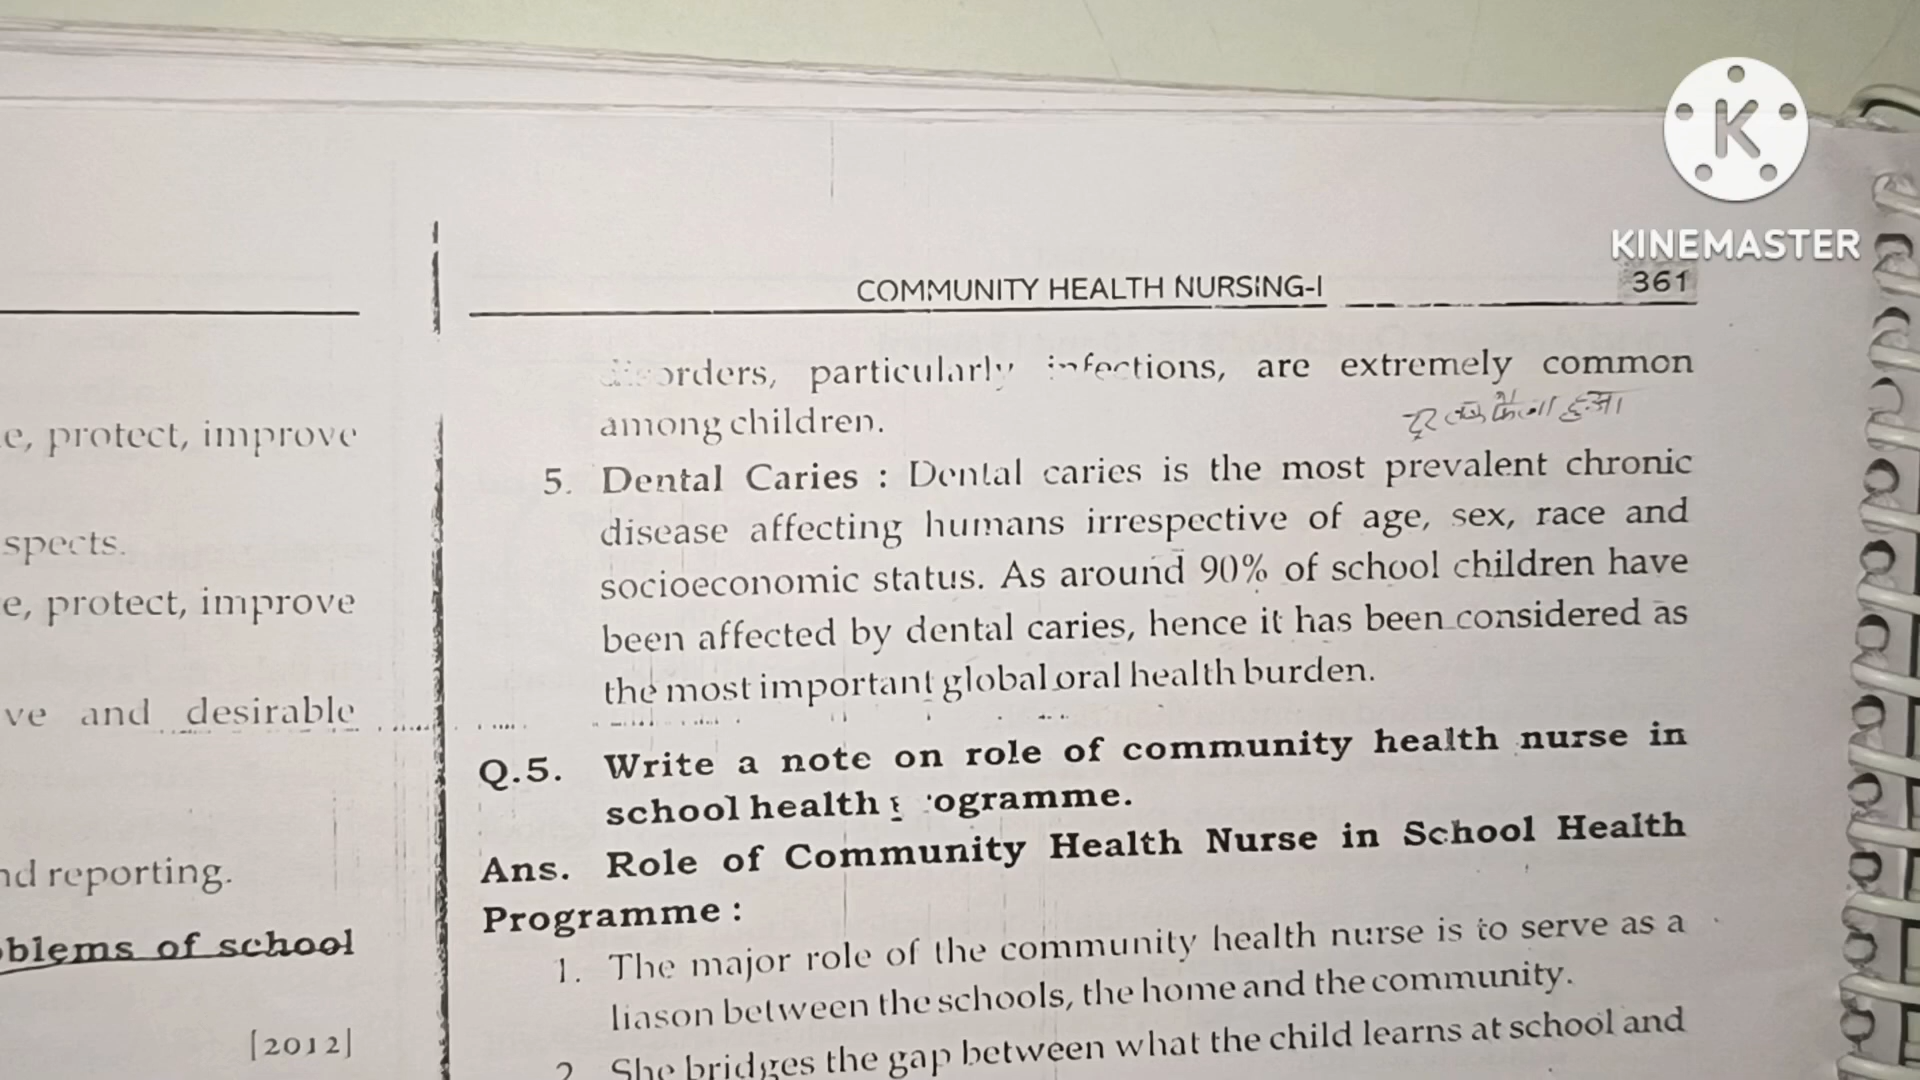 KINEMASTER
e, protect, improve
spects.
e, protect, improve
ve and desirable
nd reporting.
blems of school
[2012]
COMMUNITY HEALTH NURSING-I 361
disorders, particularly infections, are extremely common
among children.
दूर तक फैला हुआ
5. Dental Caries : Dental caries is the most prevalent chronic
disease affecting humans irrespective of age, sex, race and
socioeconomic status. As around 90% of school children have
been affected by dental caries, hence it has been considered as
the most important global oral health burden.
Q.5. Write a note on role of community health nurse in
school health programme.
Ans. Role of Community Health Nurse in School Health
Programme :
1. The major role of the community health nurse is to serve as a
liason between the schools, the home and the community.
2. She bridges the gap between what the child learns at school and